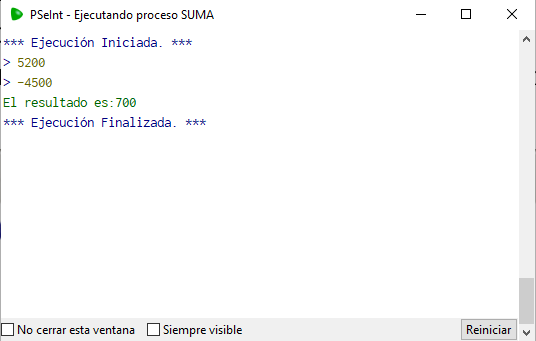 PSeInt - Ejecutando proceso SUMA
*** Ejecución Iniciada. ***
> 5200
> -4500
El resultado es:700
*** Ejecución Finalizada. ***
No cerrar esta ventana Siempre visible Reiniciar